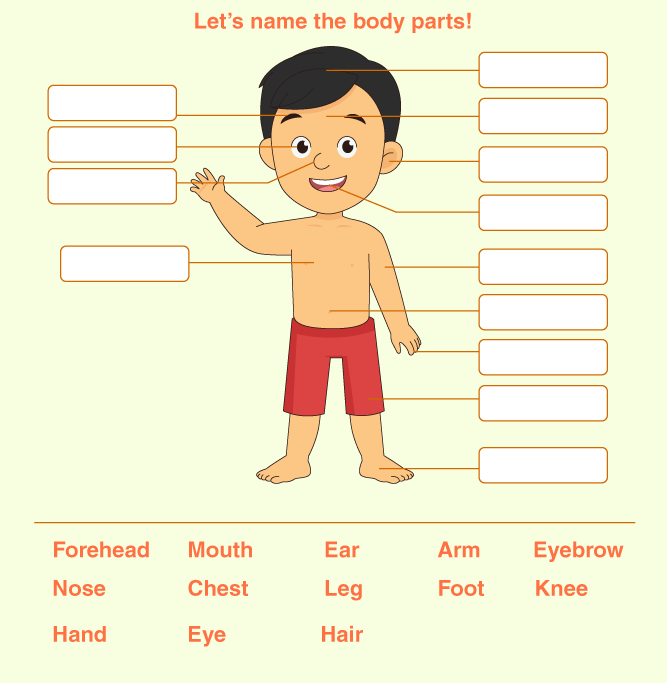 Let's name the body parts!
Forehead Mouth Ear Arm Eyebrow
Nose Chest Leg Foot Knee
Hand Eye Hair